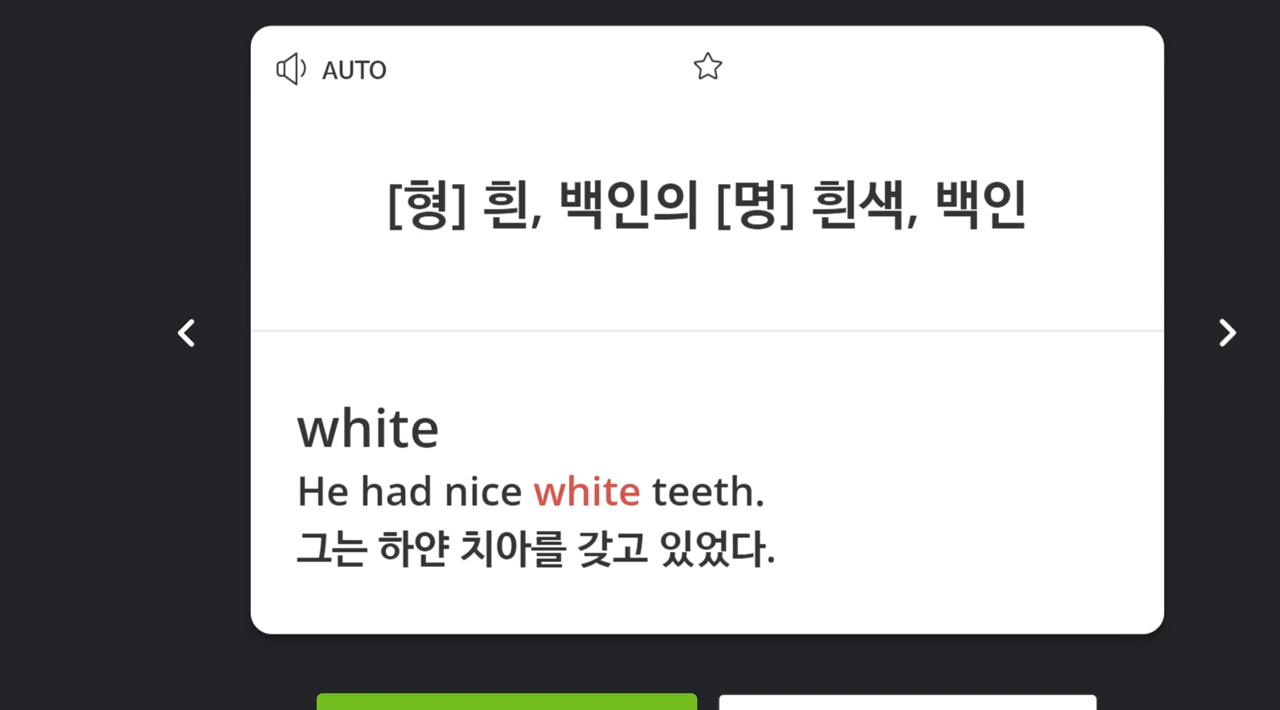 AUTO
[형] 흰, 백인의 [명] 흰색, 백인
white
He had nice white teeth.
그는 하얀 치아를 갖고 있었다.